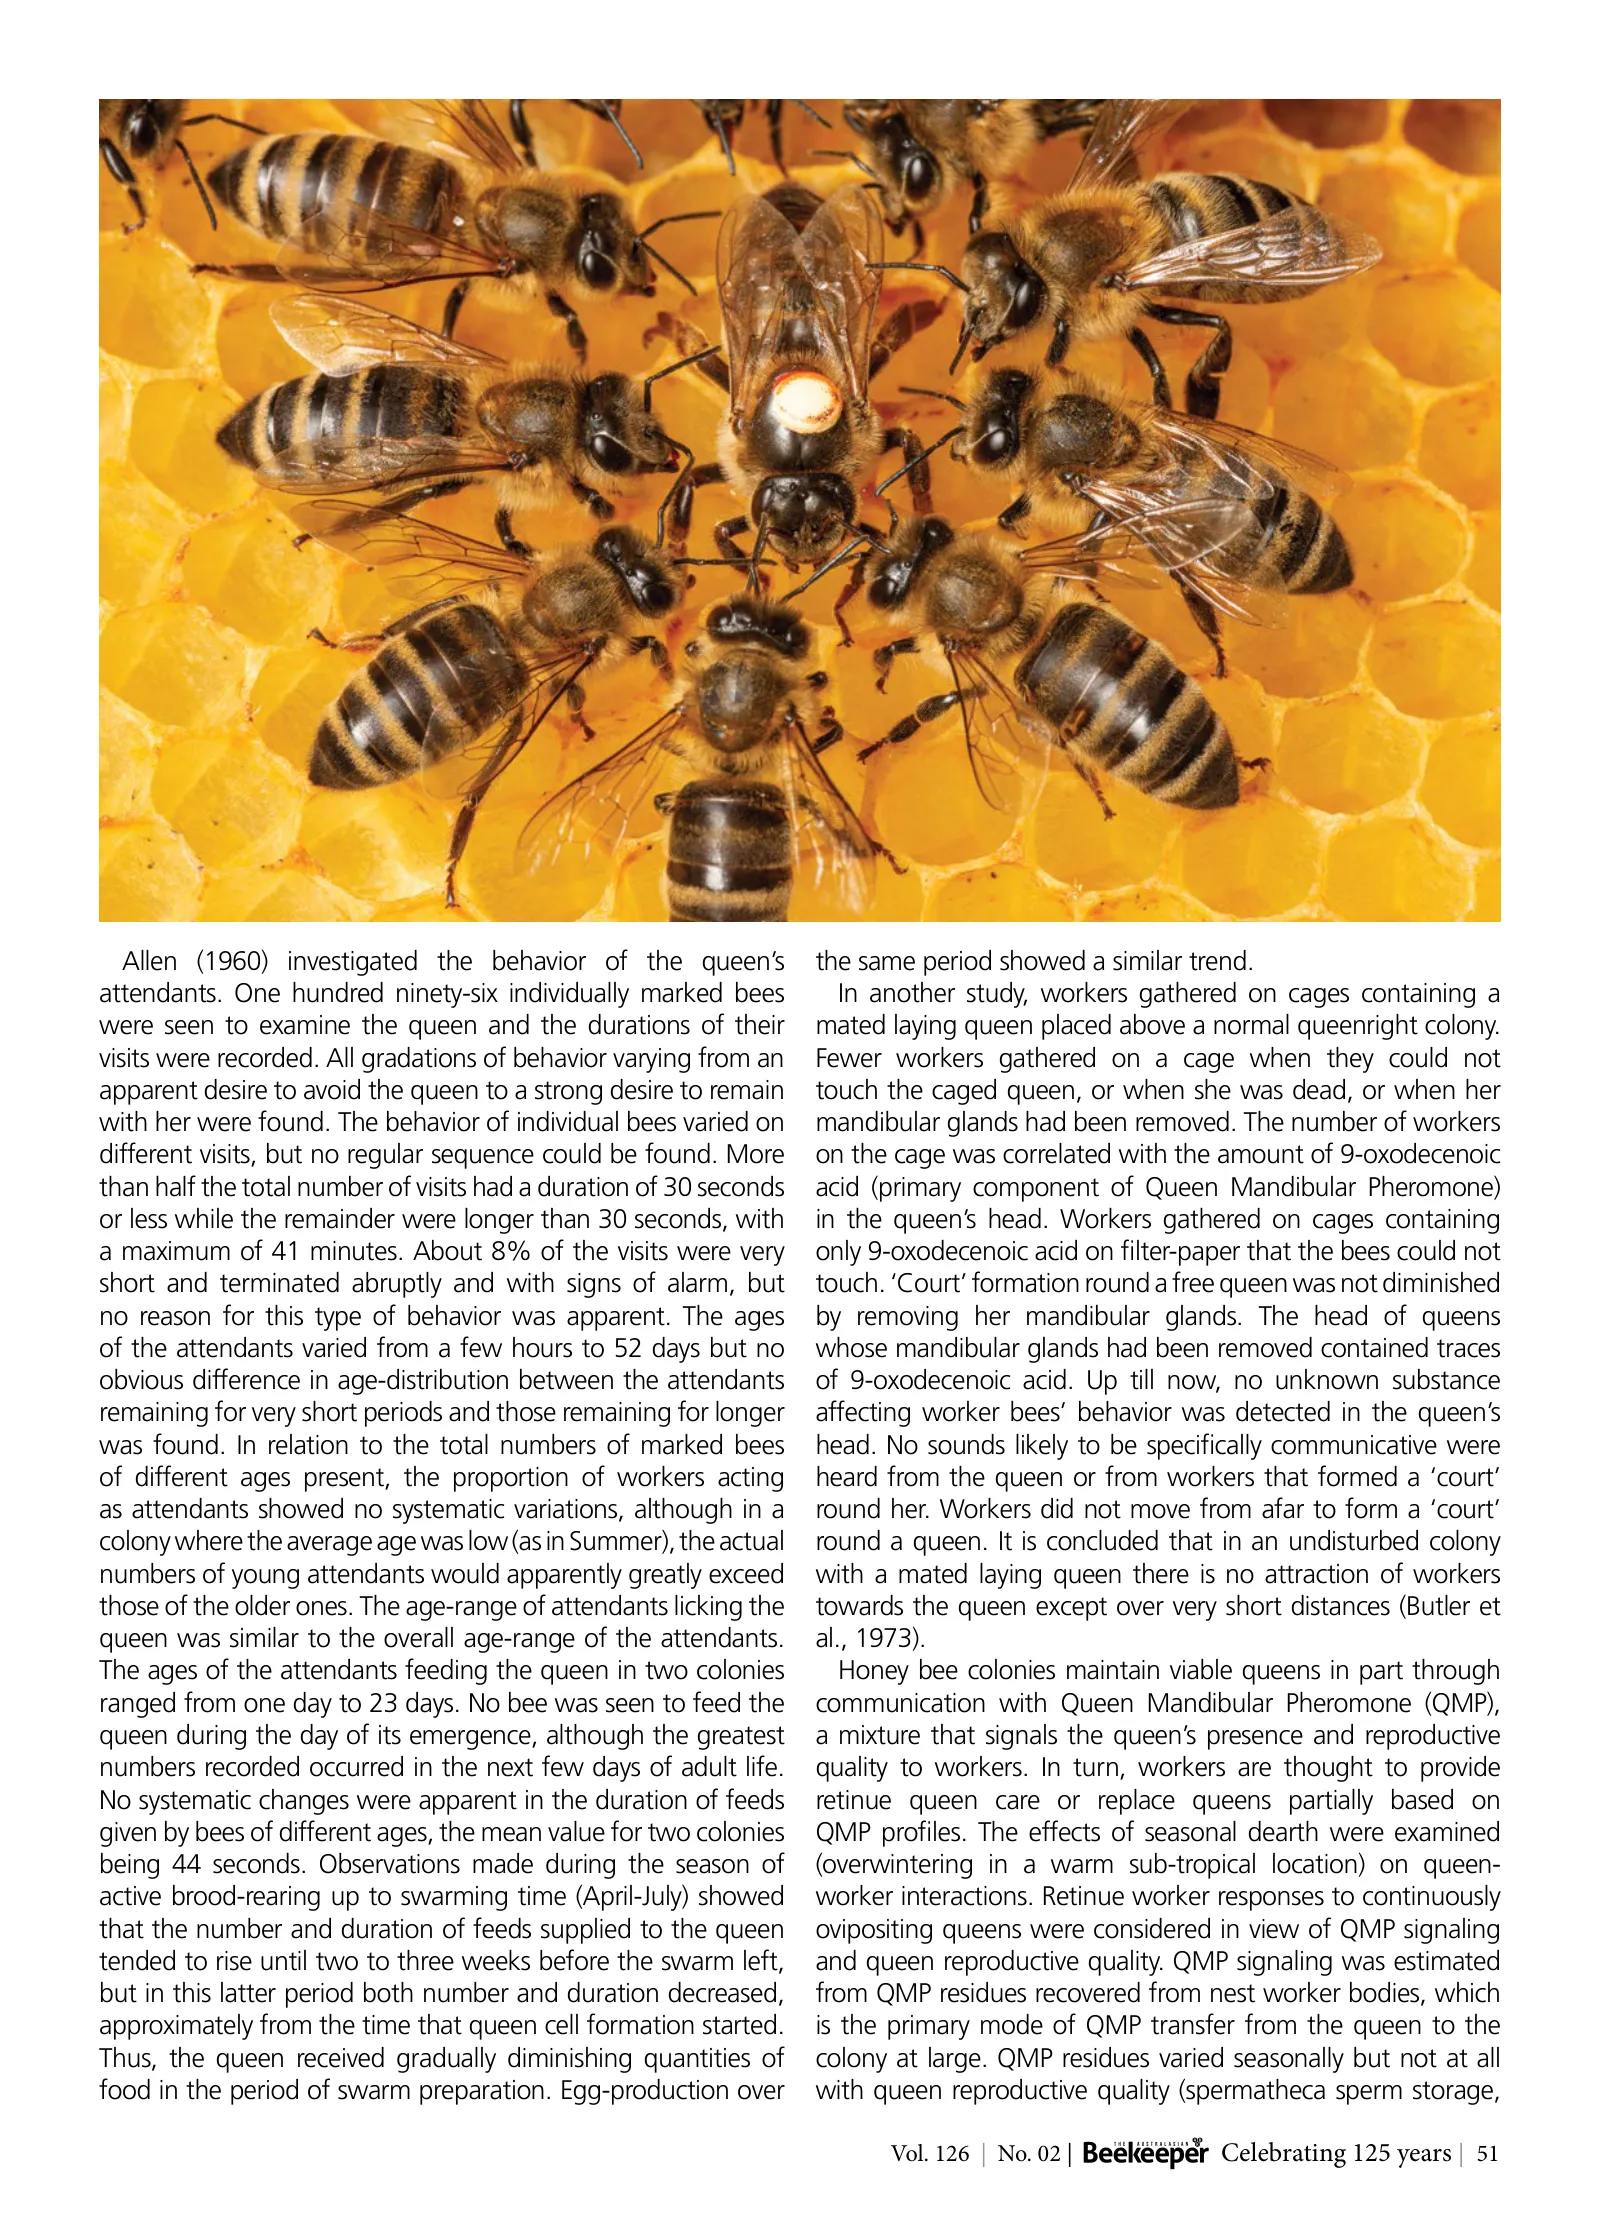 Allen (1960) investigated the behavior of the queen's
attendants. One hundred ninety-six individually marked bees
were seen to examine the queen and the durations of their
visits were recorded. All gradations of behavior varying from an
apparent desire to avoid the queen to a strong desire to remain
with her were found. The behavior of individual bees varied on
different visits, but no regular sequence could be found. More
than half the total number of visits had a duration of 30 seconds
or less while the remainder were longer than 30 seconds, with
a maximum of 41 minutes. About 8% of the visits were very
short and terminated abruptly and with signs of alarm, but
no reason for this type of behavior was apparent. The ages
of the attendants varied from a few hours to 52 days but no
obvious difference in age-distribution between the attendants
remaining for very short periods and those remaining for longer
was found. In relation to the total numbers of marked bees
of different ages present, the proportion of workers acting
as attendants showed no systematic variations, although in a
colony where the average age was low (as in Summer), the actual
numbers of young attendants would apparently greatly exceed
those of the older ones. The age-range of attendants licking the
queen was similar to the overall age-range of the attendants.
The ages of the attendants feeding the queen in two colonies
ranged from one day to 23 days. No bee was seen to feed the
queen during the day of its emergence, although the greatest
numbers recorded occurred in the next few days of adult life.
No systematic changes were apparent in the duration of feeds
given by bees of different ages, the mean value for two colonies
being 44 seconds. Observations made during the season of
active brood-rearing up to swarming time (April-July) showed
that the number and duration of feeds supplied to the queen
tended to rise until two to three weeks before the swarm left,
but in this latter period both number and duration decreased,
approximately from the time that queen cell formation started.
Thus, the queen received gradually diminishing quantities of
food in the period of swarm preparation. Egg-production over
the same period showed a similar trend.
In another study, workers gathered on cages containing a
mated laying queen placed above a normal queenright colony.
Fewer workers gathered on a cage when they could not
touch the caged queen, or when she was dead, or when her
mandibular glands had been removed. The number of workers
on the cage was correlated with the amount of 9-oxodecenoic
acid (primary component of Queen Mandibular Pheromone)
in the queen's head. Workers gathered on cages containing
only 9-oxodecenoic acid on filter-paper that the bees could not
touch. 'Court' formation round a free queen was not diminished
by removing her mandibular glands. The head of queens
whose mandibular glands had been removed contained traces
of 9-oxodecenoic acid. Up till now, no unknown substance
affecting worker bees' behavior was detected in the queen's
head. No sounds likely to be specifically communicative were
heard from the queen or from workers that formed a 'court'
round her. Workers did not move from afar to form a 'court'
round a queen. It is concluded that in an undisturbed colony
with a mated laying queen there is no attraction of workers
towards the queen except over very short distances (Butler et
al., 1973).
Honey bee colonies maintain viable queens in part through
communication with Queen Mandibular Pheromone (QMP),
a mixture that signals the queen's presence and reproductive
quality to workers. In turn, workers are thought to provide
retinue queen care or replace queens partially based on
QMP profiles. The effects of seasonal dearth were examined
(overwintering in a warm sub-tropical location) on queen-
worker interactions. Retinue worker responses to continuously
ovipositing queens were considered in view of QMP signaling
and queen reproductive quality. QMP signaling was estimated
from QMP residues recovered from nest worker bodies, which
is the primary mode of QMP transfer from the queen to the
colony at large. QMP residues varied seasonally but not at all
with queen reproductive quality (spermatheca sperm storage,
Vol. 126 | No. 02 | THE AUSTRALASIAN Beekeeper Celebrating 125 years | 51